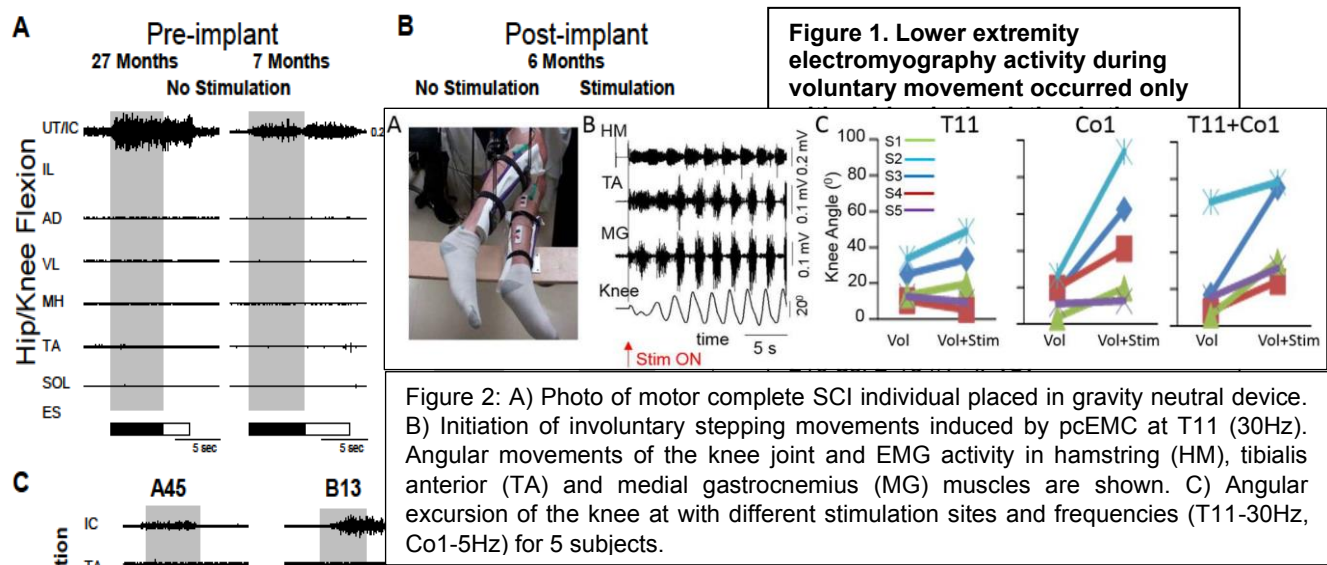 A
Pre-implant
27 Months 7 Months
No Stimulation
Hip/Knee Flexion
UT/IC
0.2
IL
AD
VL
MH
TA
SOL
ES
5 sec 5 sec
B
Post-implant
6 Months
No Stimulation Stimulation
Figure 1. Lower extremity
electromyography activity during
voluntary movement occurred only
A
B
HM
0.2 mV
TA
0.1 mV
MG
0.1 mV
Knee
20⁰
time 5 s
Stim ON
C
T11 Co1 T11+Co1
Knee Angle (⁰)
100
80
60
40
20
0
S1
S2
S3
S4
S5
Vol Vol+Stim Vol Vol+Stim Vol Vol+Stim
Figure 2: A) Photo of motor complete SCI individual placed in gravity neutral device.
B) Initiation of involuntary stepping movements induced by pcEMC at T11 (30Hz).
Angular movements of the knee joint and EMG activity in hamstring (HM), tibialis
anterior (TA) and medial gastrocnemius (MG) muscles are shown. C) Angular
excursion of the knee at with different stimulation sites and frequencies (T11-30Hz,
Co1-5Hz) for 5 subjects.
C
A45 B13
IC
TA